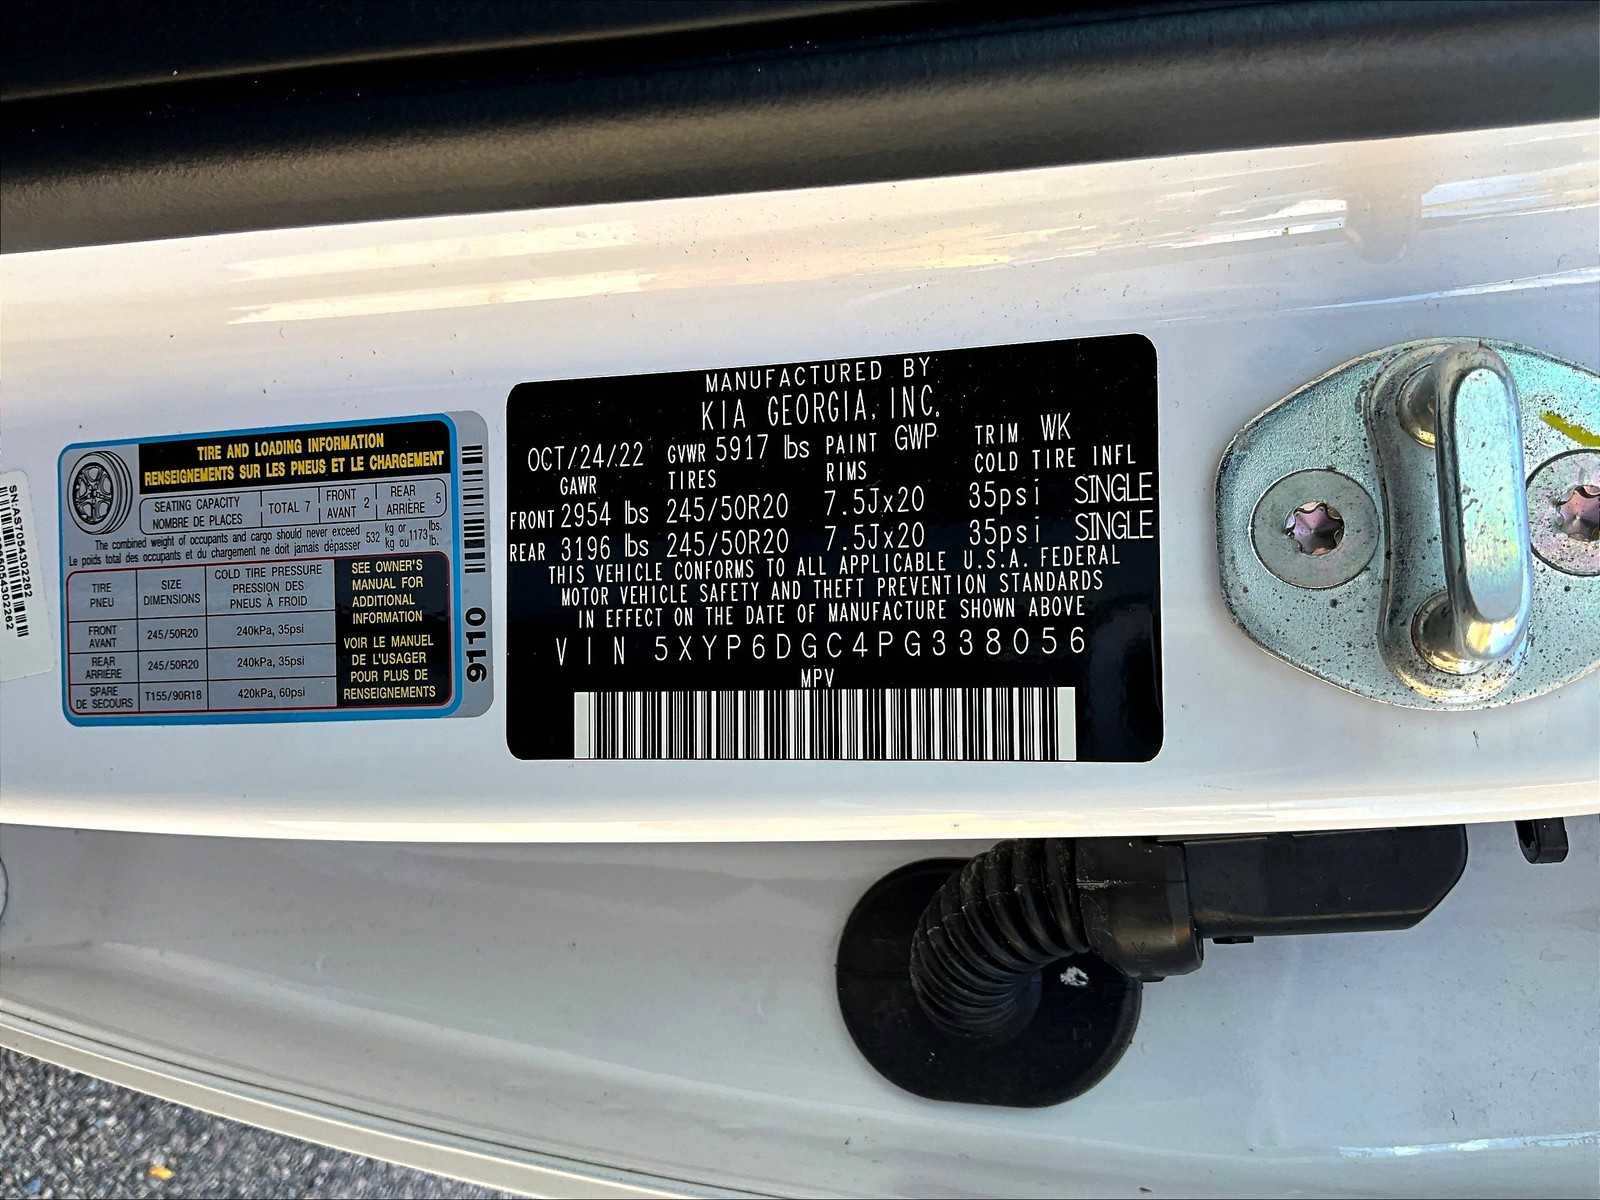 SN:AS7054302262
TIRE AND LOADING INFORMATION
RENSEIGNEMENTS SUR LES PNEUS ET LE CHARGEMENT
SEATING CAPACITY
NOMBRE DE PLACES
TOTAL 7
FRONT
AVANT 2
REAR
ARRIÈRE 5
The combined weight of occupants and cargo should never exceed 532 kg or 1173 lbs.
Le poids total des occupants et du chargement ne doit jamais dépasser kg ou lb.
TIRE
PNEU
SIZE
DIMENSIONS
COLD TIRE PRESSURE
PRESSION DES
PNEUS À FROID
FRONT
AVANT
245/50R20
240kPa, 35psi
REAR
ARRIÈRE
245/50R20
240kPa, 35psi
SPARE
DE SECOURS
T155/90R18
420kPa, 60psi
SEE OWNER'S
MANUAL FOR
ADDITIONAL
INFORMATION
VOIR LE MANUEL
DE L'USAGER
POUR PLUS DE
RENSEIGNEMENTS
9110
MANUFACTURED BY
KIA GEORGIA, INC.
OCT/24/22 GVWR 5917 lbs PAINT GWP TRIM WK
GAWR TIRES RIMS COLD TIRE INFL
FRONT 2954 lbs 245/50R20 7.5Jx20 35psi SINGLE
REAR 3196 lbs 245/50R20 7.5Jx20 35psi SINGLE
THIS VEHICLE CONFORMS TO ALL APPLICABLE U.S.A. FEDERAL
MOTOR VEHICLE SAFETY AND THEFT PREVENTION STANDARDS
IN EFFECT ON THE DATE OF MANUFACTURE SHOWN ABOVE
VIN 5XYP6DGC4PG338056
MPV